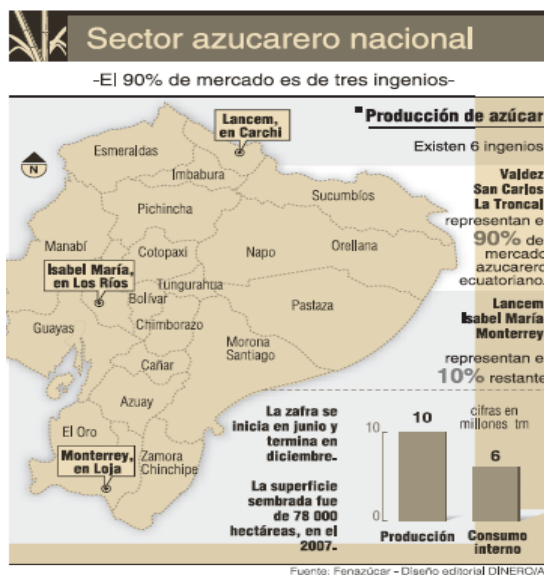 Sector azucarero nacional
-El 90% de mercado es de tres ingenios-
Lancem,
en Carchi
Esmeraldas
Imbabura
N
Pichincha
Sucumbíos
Manabí
Cotopaxi
Napo
Orellana
Isabel María,
en Los Ríos
Tungurahua
Bolívar
Pastaza
Guayas
Chimborazo
Morona
Santiago
Cañar
Azuay
El Oro
Monterrey,
en Loja
Zamora
Chinchipe
Producción de azúcar
Existen 6 ingenios
Valdez
San Carlos
La Troncal
representan e
90% de
mercado
azucarero
ecuatoriano.
Lancem
Isabel María
Monterrey
representan e
10% restante
La zafra se
inicia en junio y
termina en
diciembre-
La superficie
sembrada fue
de 78 000
hectáreas, en el
2007-
cifras en
millones tm
10
10
6
0
Producción
Consumo
interno
Fuente: Fenazúcar - Diseño editorial DINERO/A